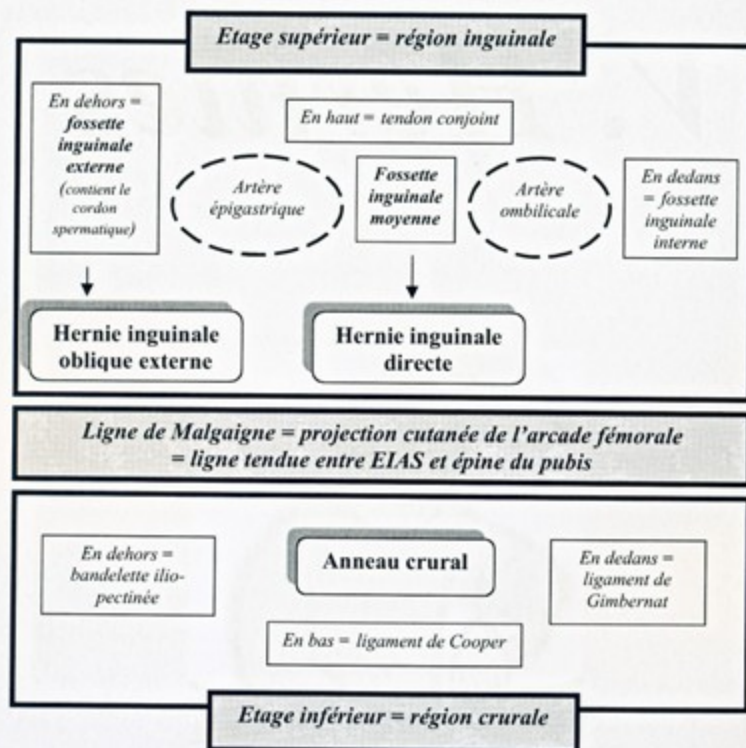 Etage supérieur = région inguinale
En dehors =
fossette
inguinale
externe
(contient le
cordon
spermatique)
En haut = tendon conjoint
Artère
épigastrique
Fossette
inguinale
moyenne
Artère
ombilicale
En dedans
= fossette
inguinale
interne
Hernie inguinale
oblique externe
Hernie inguinale
directe
Ligne de Malgaigne = projection cutanée de l'arcade fémorale
= ligne tendue entre EIAS et épine du pubis
En dehors =
bandelette ilio-
pectinée
Anneau crural
En dedans =
ligament de
Gimbernat
En bas = ligament de Cooper
Etage inférieur = région crurale